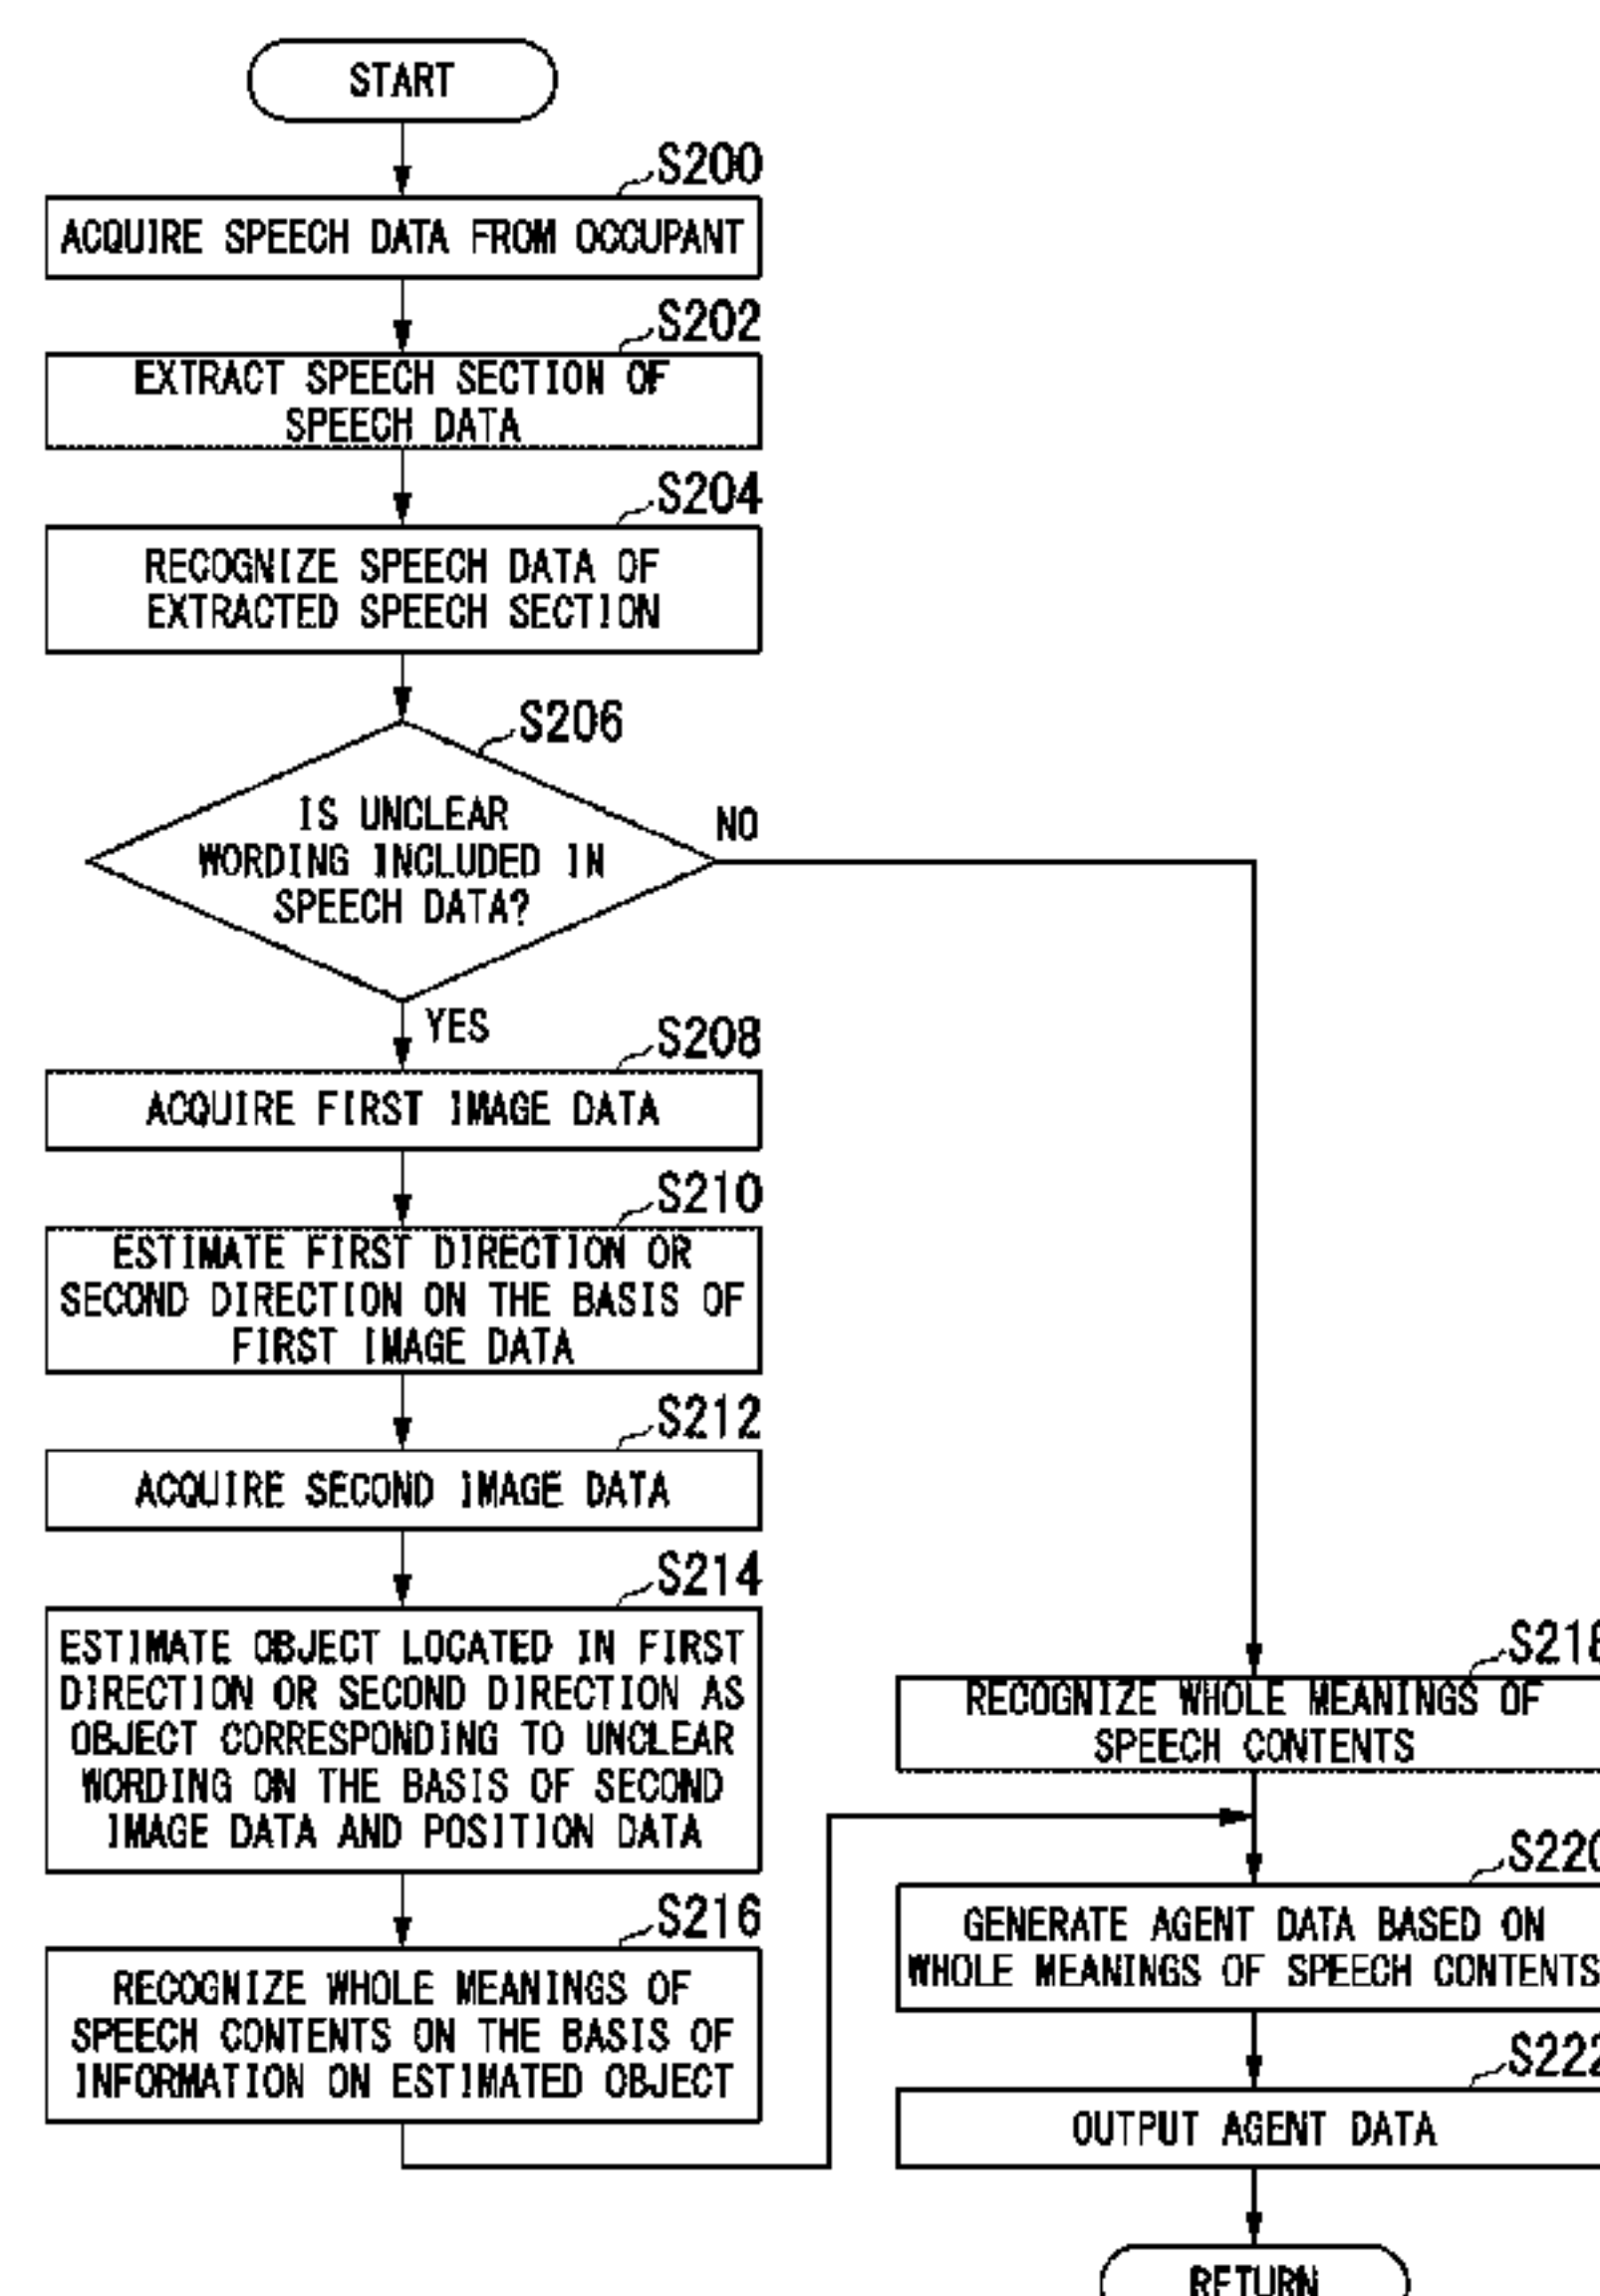 START
S200
ACQUIRE SPEECH DATA FROM OCCUPANT
S202
EXTRACT SPEECH SECTION OF
SPEECH DATA
S204
RECOGNIZE SPEECH DATA OF
EXTRACTED SPEECH SECTION
S206
IS UNCLEAR
WORDING INCLUDED IN
SPEECH DATA?
NO
YES
S208
ACQUIRE FIRST IMAGE DATA
S210
ESTIMATE FIRST DIRECTION OR
SECOND DIRECTION ON THE BASIS OF
FIRST IMAGE DATA
S212
ACQUIRE SECOND IMAGE DATA
S214
ESTIMATE OBJECT LOCATED IN FIRST
DIRECTION OR SECOND DIRECTION AS
OBJECT CORRESPONDING TO UNCLEAR
WORDING ON THE BASIS OF SECOND
IMAGE DATA AND POSITION DATA
S216
RECOGNIZE WHOLE MEANINGS OF
SPEECH CONTENTS ON THE BASIS OF
INFORMATION ON ESTIMATED OBJECT
S218
RECOGNIZE WHOLE MEANINGS OF
SPEECH CONTENTS
S220
GENERATE AGENT DATA BASED ON
WHOLE MEANINGS OF SPEECH CONTENTS
S222
OUTPUT AGENT DATA
RETURN